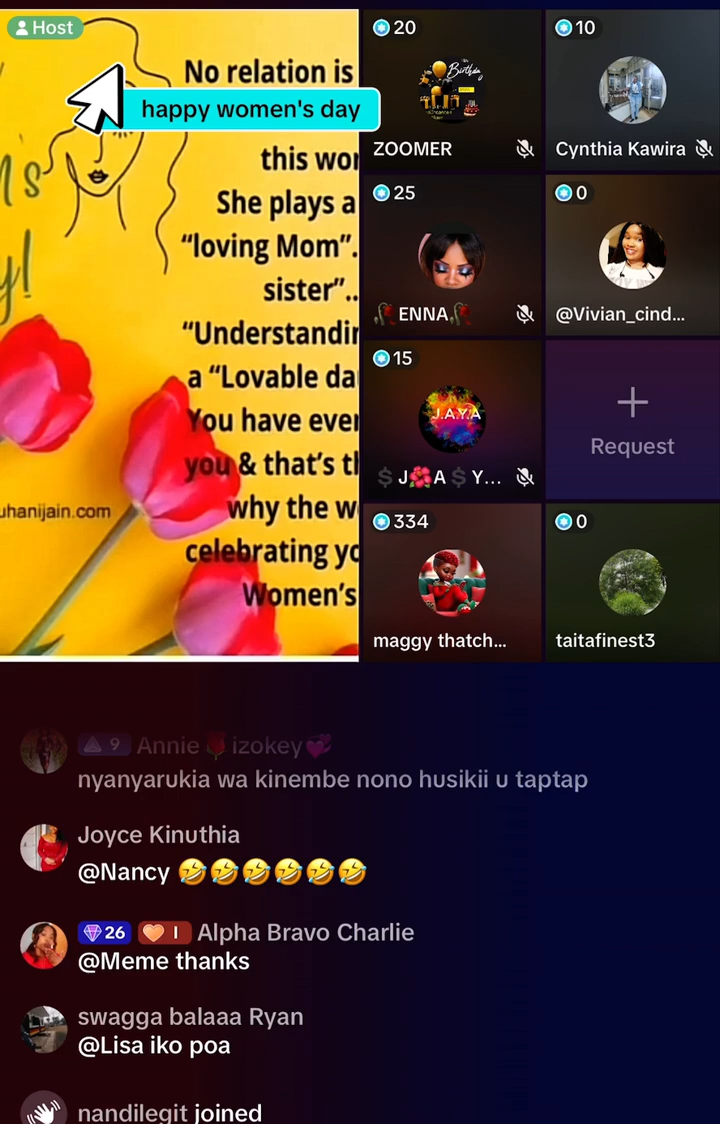 Host
happy women's day
No relation is
this wor
She plays a
"loving Mom".
sister"..
"Understandin
a "Lovable da
You have ever
you & that's th
why the w
celebrating yo
Women's
n's
y!
uhanijain.com
20
Birthday
ZOOMER
10
Cynthia Kawira
25
🥀ENNA🥀
0
@Vivian_cind...
15
J.A.Y.A
💲J🌺A💲Y...
+
Request
334
maggy thatch...
0
taitafinest3
9 Annie🌹izokey💞
nyanyarukia wa kinembe nono husikii u taptap
Joyce Kinuthia
@Nancy 🤣🤣🤣🤣🤣🤣
26 I Alpha Bravo Charlie
@Meme thanks
swagga balaaa Ryan
@Lisa iko poa
nandilegit joined